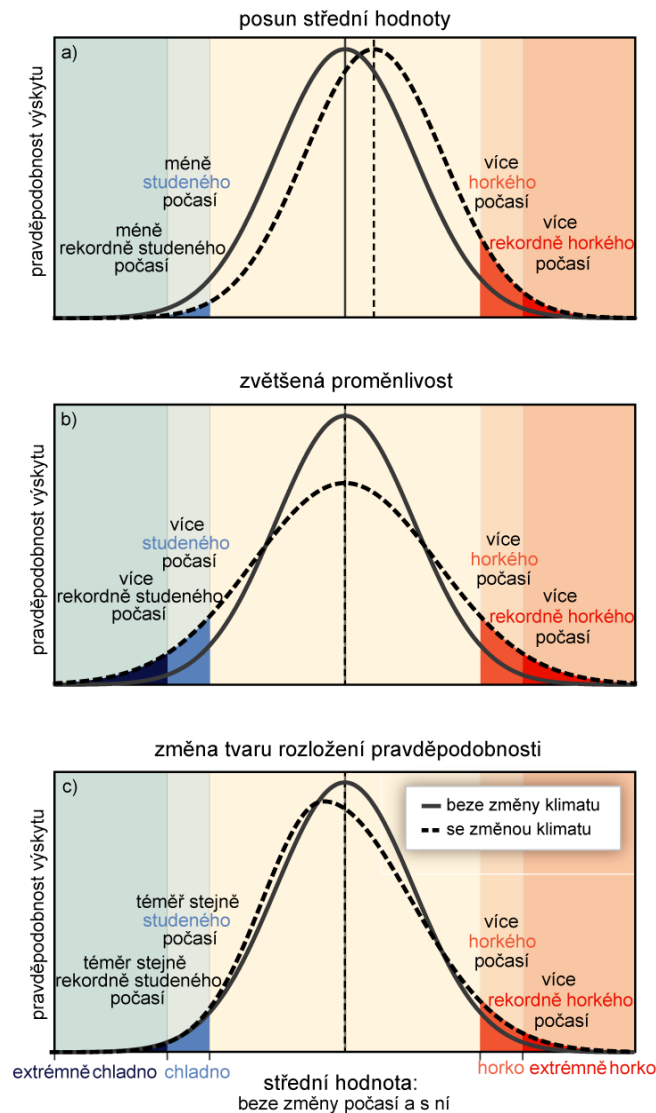 posun střední hodnoty
a)
pravděpodobnost výskytu
méně
studeného
počasí
méně
rekordně studeného
počasí
více
horkého
počasí
více
rekordně horkého
počasí
zvětšená proměnlivost
b)
pravděpodobnost výskytu
více
studeného
počasí
více
rekordně studeného
počasí
více
horkého
počasí
více
rekordně horkého
počasí
změna tvaru rozložení pravděpodobnosti
c)
pravděpodobnost výskytu
beze změny klimatu
se změnou klimatu
téměř stejně
studeného
počasí
témér stejně
rekordně studeného
počasí
více
horkého
počasí
více
rekordně horkého
počasí
extrémně chladno
chladno
horko
extrémně horko
střední hodnota:
beze změny počasí a s ní